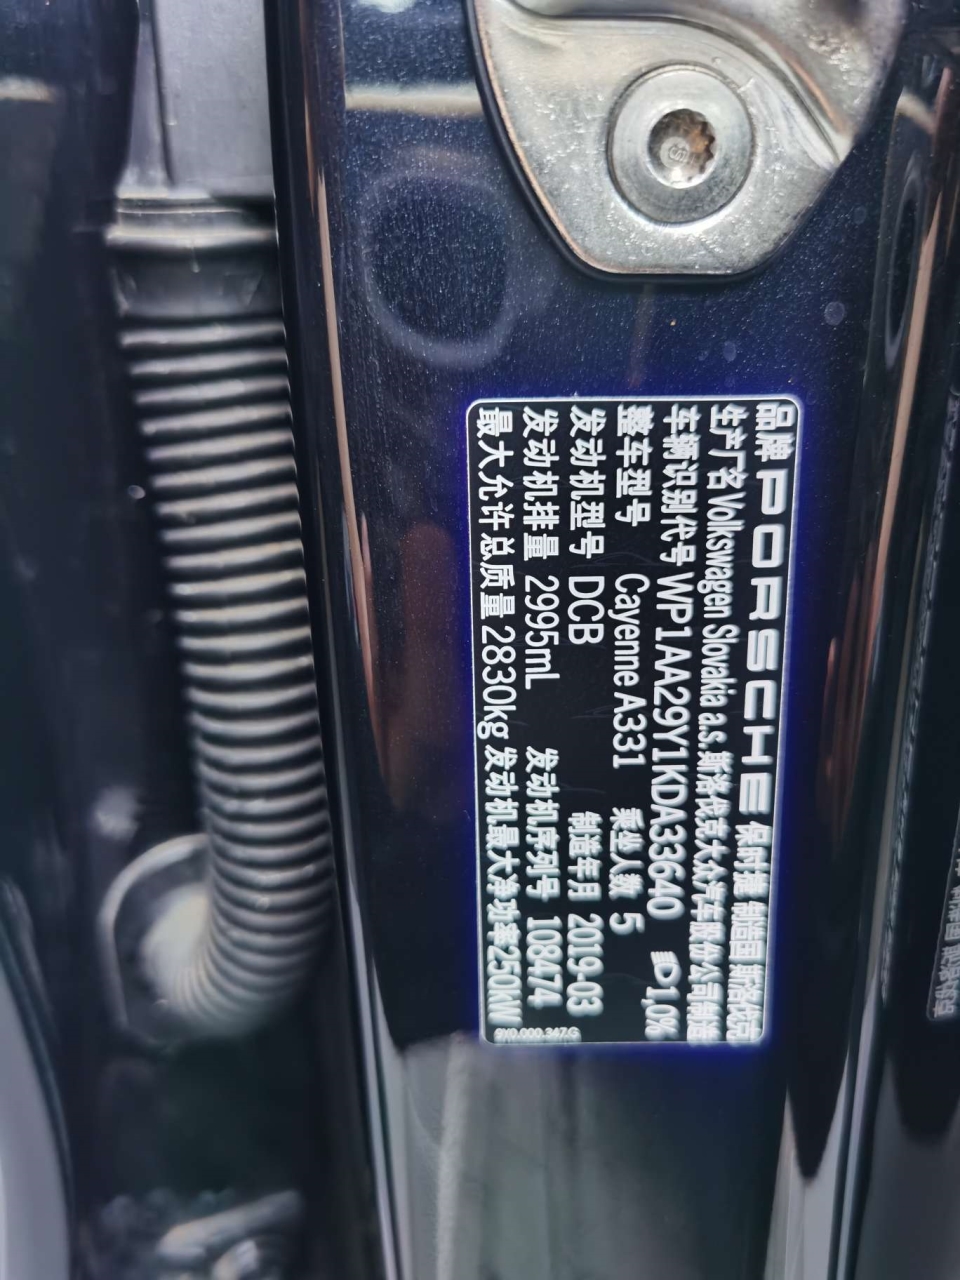 品牌 PORSCHE 保时捷 制造国 斯洛伐克
生产厂名 Volkswagen Slovakia a.s. 斯洛伐克大众汽车股份公司制造
车辆识别代号 WP1AA29Y1KDA33640 1,0%
整车型号 Cayenne A331 乘坐人数 5
发动机型号 DCB 制造年月 2019-03
发动机排量 2995mL 发动机序列号 108474
最大允许总质量 2830kg 发动机最大净功率 250KW
9Y0.000.347.G